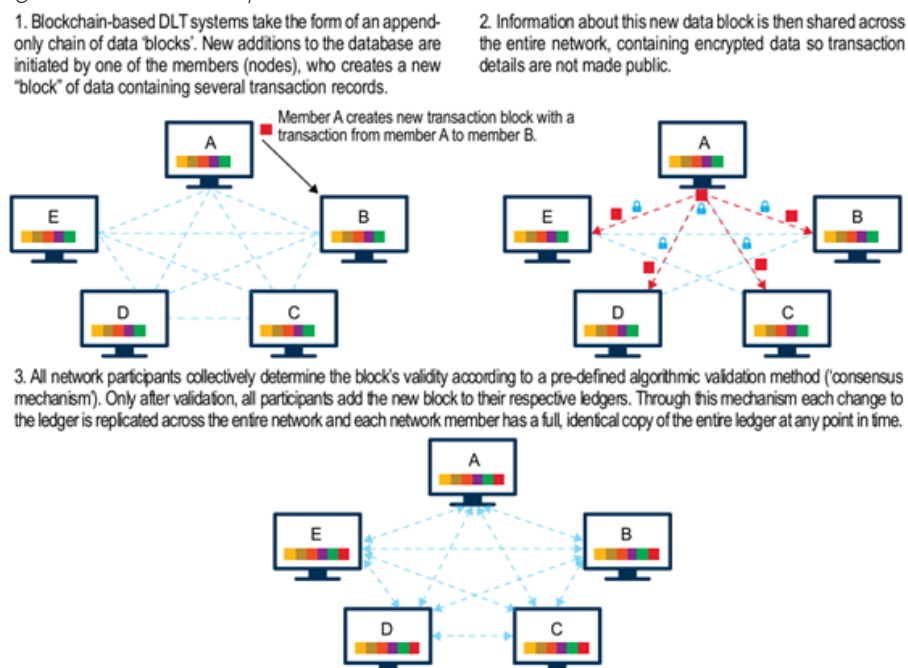 1. Blockchain-based DLT systems take the form of an append-
only chain of data ‘blocks’. New additions to the database are
initiated by one of the members (nodes), who creates a new
“block” of data containing several transaction records.
2. Information about this new data block is then shared across
the entire network, containing encrypted data so transaction
details are not made public.
Member A creates new transaction block with a
transaction from member A to member B.
A
E
B
D
C
A
E
B
D
C
3. All network participants collectively determine the block’s validity according to a pre-defined algorithmic validation method (‘consensus
mechanism’). Only after validation, all participants add the new block to their respective ledgers. Through this mechanism each change to
the ledger is replicated across the entire network and each network member has a full, identical copy of the entire ledger at any point in time.
A
E
B
D
C